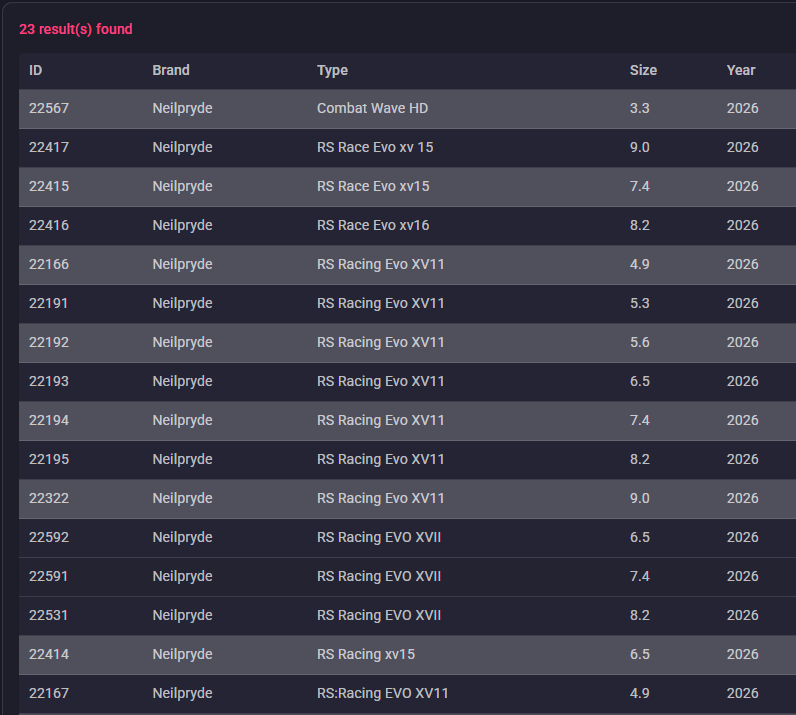 23 result(s) found
ID Brand Type Size Year
22567 Neilpryde Combat Wave HD 3.3 2026
22417 Neilpryde RS Race Evo xv 15 9.0 2026
22415 Neilpryde RS Race Evo xv15 7.4 2026
22416 Neilpryde RS Race Evo xv16 8.2 2026
22166 Neilpryde RS Racing Evo XV11 4.9 2026
22191 Neilpryde RS Racing Evo XV11 5.3 2026
22192 Neilpryde RS Racing Evo XV11 5.6 2026
22193 Neilpryde RS Racing Evo XV11 6.5 2026
22194 Neilpryde RS Racing Evo XV11 7.4 2026
22195 Neilpryde RS Racing Evo XV11 8.2 2026
22322 Neilpryde RS Racing Evo XV11 9.0 2026
22592 Neilpryde RS Racing EVO XVII 6.5 2026
22591 Neilpryde RS Racing EVO XVII 7.4 2026
22531 Neilpryde RS Racing EVO XVII 8.2 2026
22414 Neilpryde RS Racing xv15 6.5 2026
22167 Neilpryde RS:Racing EVO XV11 4.9 2026